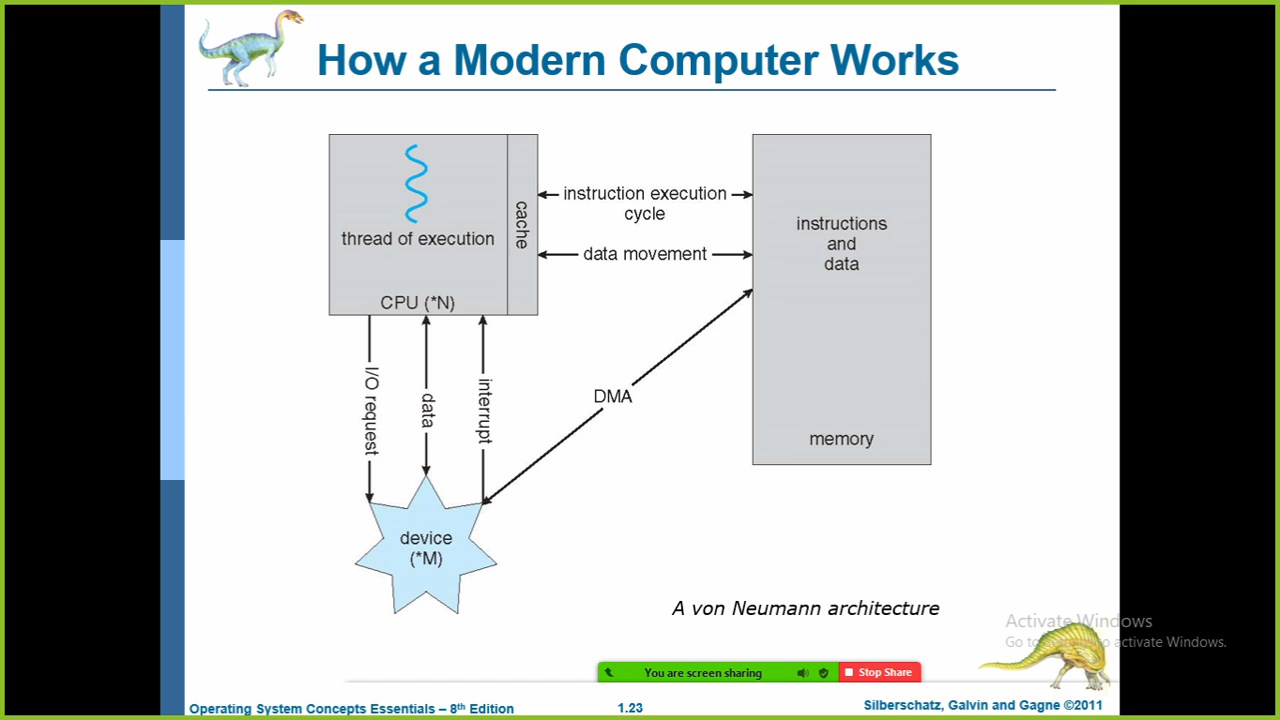 How a Modern Computer Works
thread of execution
CPU (*N)
cache
instruction execution
cycle
data movement
instructions
and
data
memory
I/O request
data
interrupt
DMA
device
(*M)
A von Neumann architecture
Activate Windows
Go to Settings to activate Windows.
You are screen sharing
Stop Share
Operating System Concepts Essentials – 8th Edition
1.23
Silberschatz, Galvin and Gagne ©2011